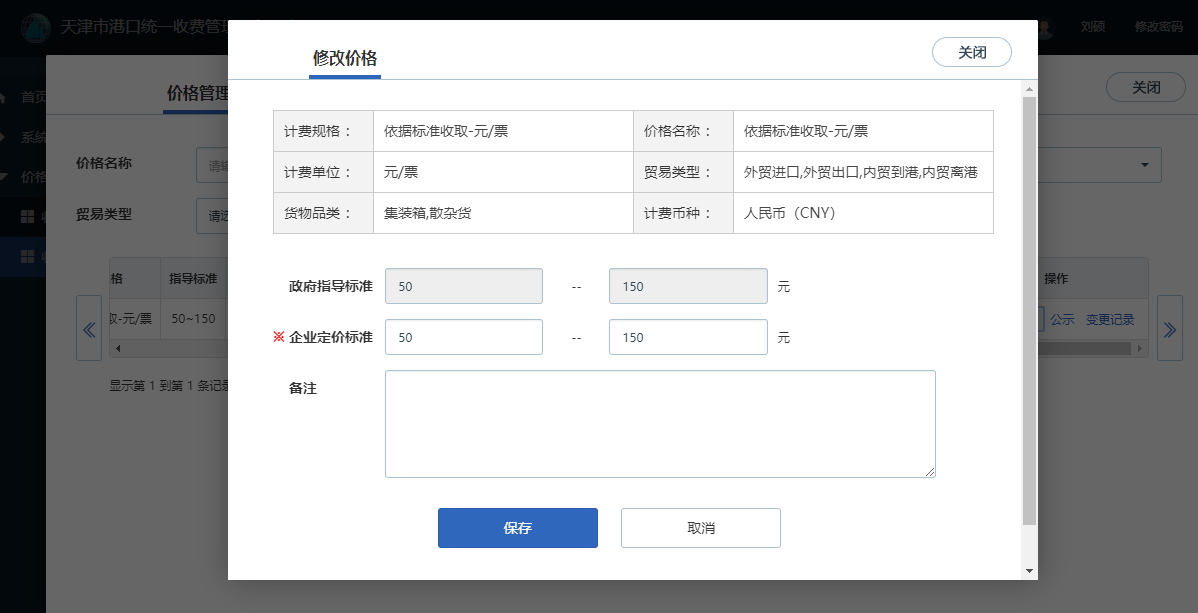 天津市港口统一收费管理
刘硕
修改密码
首页
系统
价格
价格管理
关闭
价格名称
请输
贸易类型
请选
格
指导标准
操作
取-元/票
50~150
公示
变更记录
显示第 1 到第 1 条记录
修改价格
关闭
计费规格： 依据标准收取-元/票 价格名称： 依据标准收取-元/票
计费单位： 元/票 贸易类型： 外贸进口,外贸出口,内贸到港,内贸离港
货物品类： 集装箱,散杂货 计费币种： 人民币（CNY）
政府指导标准 50 -- 150 元
※ 企业定价标准 50 -- 150 元
备注
保存 取消